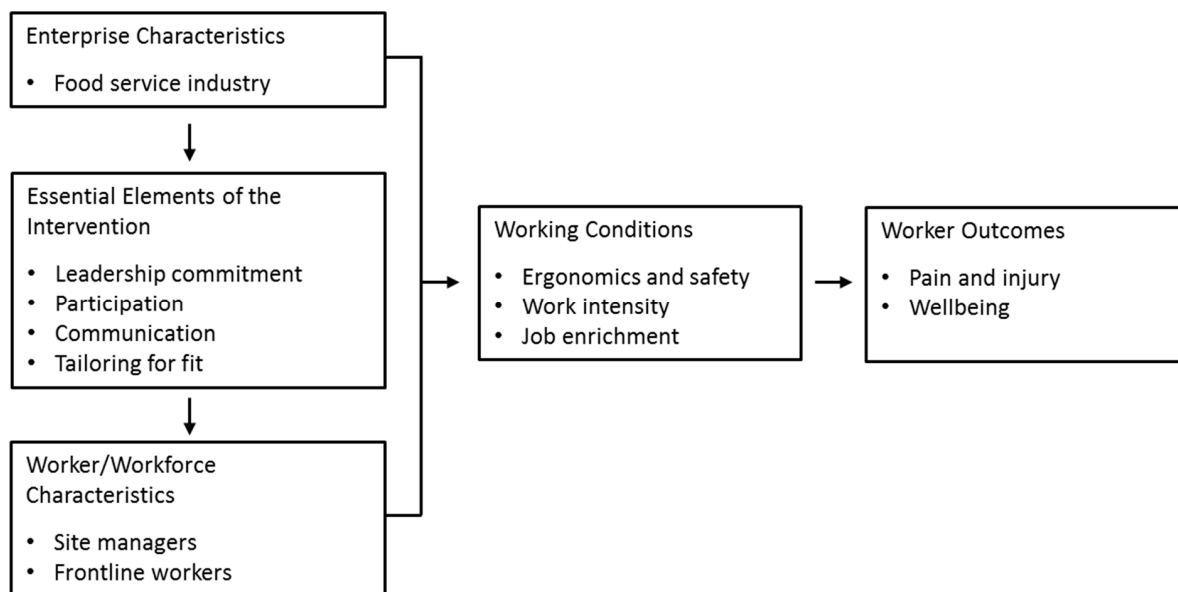 Enterprise Characteristics
• Food service industry
Essential Elements of the
Intervention
• Leadership commitment
• Participation
• Communication
• Tailoring for fit
Worker/Workforce
Characteristics
• Site managers
• Frontline workers
Working Conditions
• Ergonomics and safety
• Work intensity
• Job enrichment
Worker Outcomes
• Pain and injury
• Wellbeing